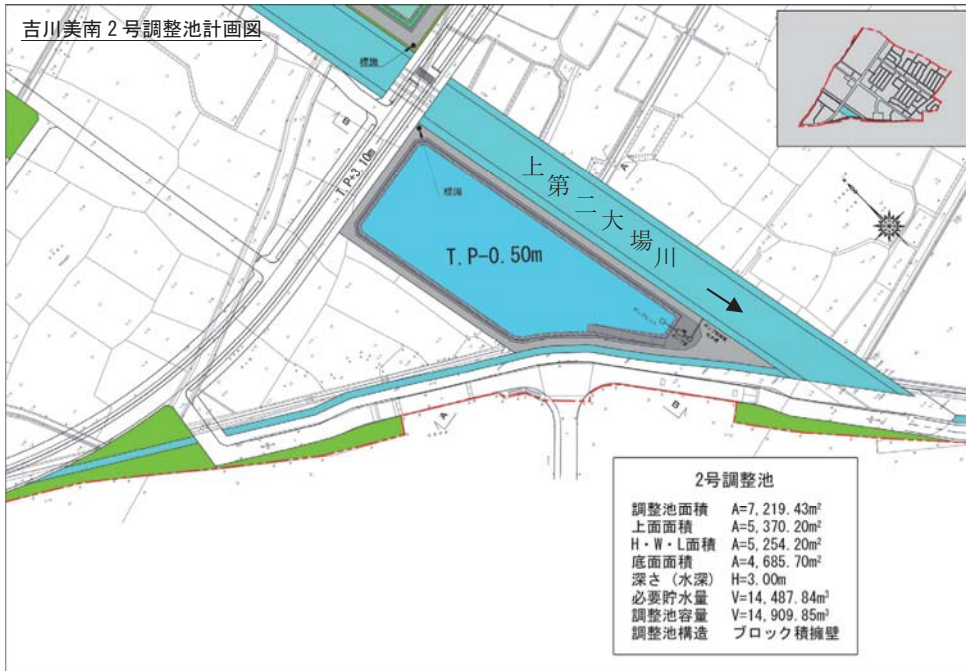 吉川美南2号調整池計画図
標識
B
A
T.P+3.10m
標識
上第二大場川
T.P-0.50m
A
B
2号調整池
調整池面積 A=7,219.43m²
上面面積 A=5,370.20m²
H・W・L面積 A=5,254.20m²
底面面積 A=4,685.70m²
深さ（水深） H=3.00m
必要貯水量 V=14,487.84m³
調整池容量 V=14,909.85m³
調整池構造 ブロック積擁壁